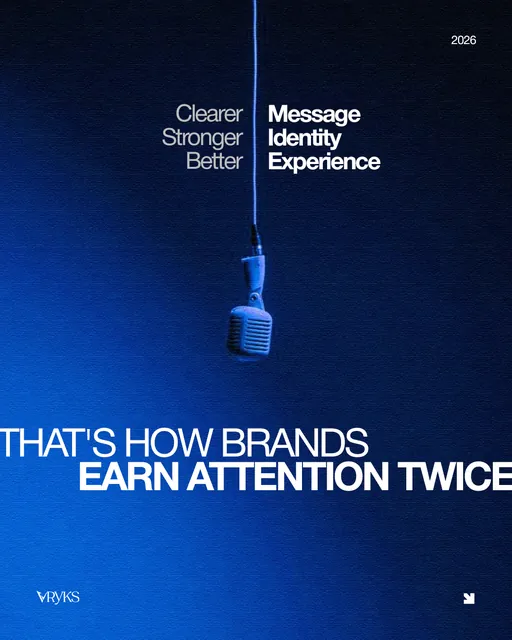 2026
Clearer Message
Stronger Identity
Better Experience
THAT'S HOW BRANDS
EARN ATTENTION TWICE
VRYKS